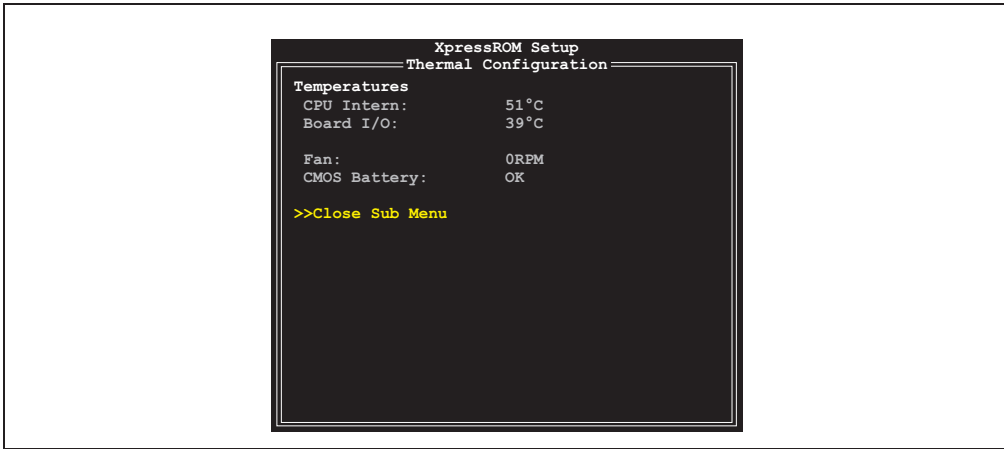 XpressROM Setup
Thermal Configuration
Temperatures
CPU Intern: 51°C
Board I/O: 39°C
Fan: 0RPM
CMOS Battery: OK
>>Close Sub Menu